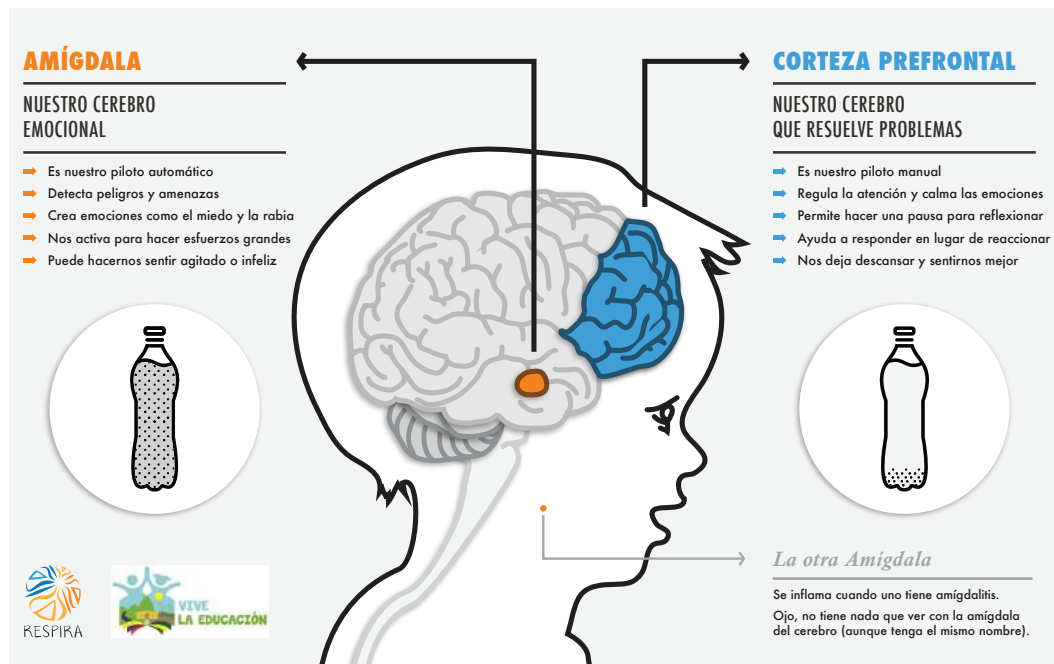 AMÍGDALA
NUESTRO CEREBRO
EMOCIONAL
Es nuestro piloto automático
Detecta peligros y amenazas
Crea emociones como el miedo y la rabia
Nos activa para hacer esfuerzos grandes
Puede hacernos sentir agitado o infeliz
CORTEZA PREFRONTAL
NUESTRO CEREBRO
QUE RESUELVE PROBLEMAS
Es nuestro piloto manual
Regula la atención y calma las emociones
Permite hacer una pausa para reflexionar
Ayuda a responder en lugar de reaccionar
Nos deja descansar y sentirnos mejor
La otra Amigdala
Se inflama cuando uno tiene amígdalitis.
Ojo, no tiene nada que ver con la amígdala
del cerebro (aunque tenga el mismo nombre).
RESPIRA
VIVE
LA EDUCACIÓN